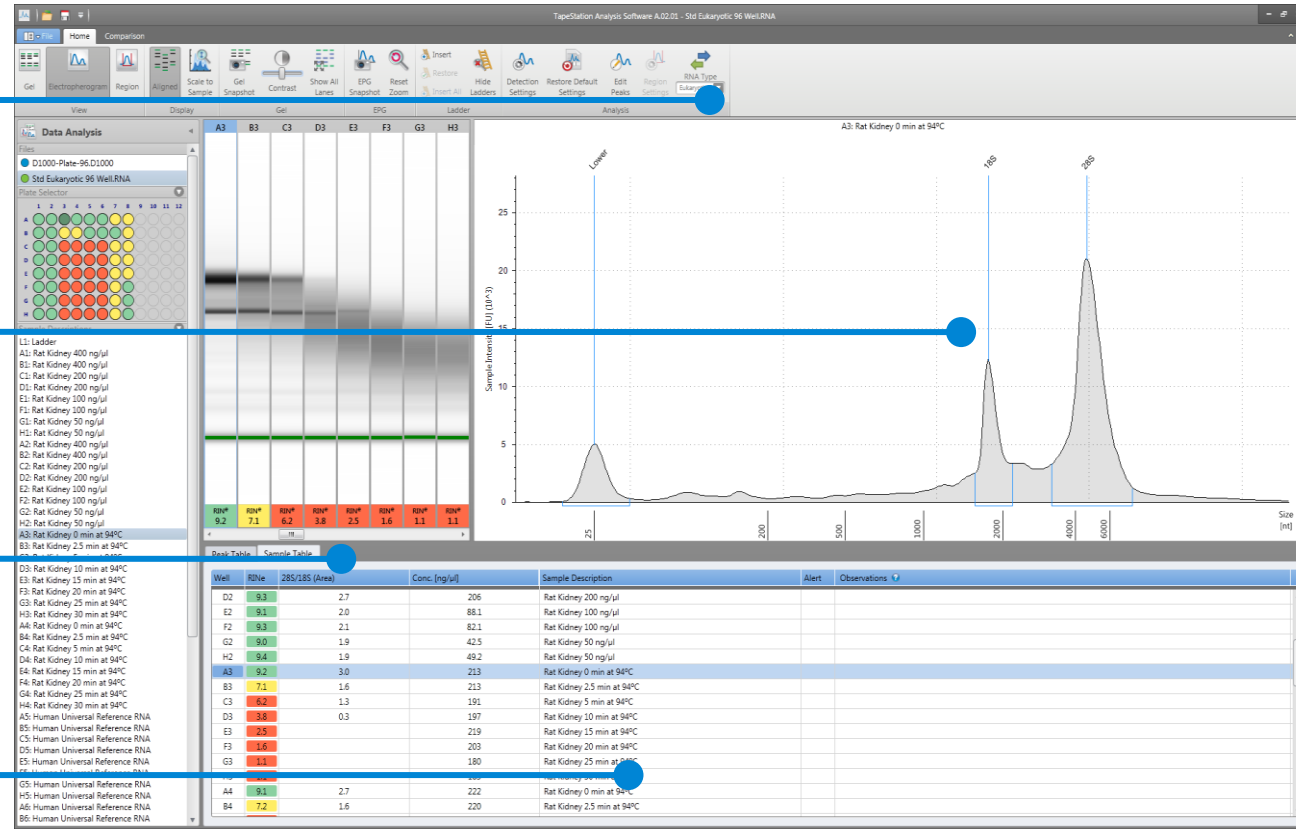 TapeStation Analysis Software A.02.01 - Std Eukaryotic 96 Well.RNA
File Home Comparison
Gel Electropherogram Region Aligned Scale to Sample Gel Snapshot Contrast Show All Lanes EPG Snapshot Reset Zoom Insert Restore Insert All Hide Ladders Detection Settings Restore Default Settings Edit Peaks Region Settings RNA Type
View Display Gel EPG Ladder Analysis
Data Analysis
Files
D1000-Plate-96.D1000
Std Eukaryotic 96 Well.RNA
Plate Selector
1 2 3 4 5 6 7 8 9 10 11 12
A
B
C
D
E
F
G
H
L1: Ladder
A1: Rat Kidney 400 ng/µl
B1: Rat Kidney 400 ng/µl
C1: Rat Kidney 200 ng/µl
D1: Rat Kidney 200 ng/µl
E1: Rat Kidney 100 ng/µl
F1: Rat Kidney 100 ng/µl
G1: Rat Kidney 50 ng/µl
H1: Rat Kidney 50 ng/µl
A2: Rat Kidney 400 ng/µl
B2: Rat Kidney 400 ng/µl
C2: Rat Kidney 200 ng/µl
D2: Rat Kidney 200 ng/µl
E2: Rat Kidney 100 ng/µl
F2: Rat Kidney 100 ng/µl
G2: Rat Kidney 50 ng/µl
H2: Rat Kidney 50 ng/µl
A3: Rat Kidney 0 min at 94ºC
B3: Rat Kidney 2.5 min at 94ºC
D3: Rat Kidney 10 min at 94ºC
E3: Rat Kidney 15 min at 94ºC
F3: Rat Kidney 20 min at 94ºC
G3: Rat Kidney 25 min at 94ºC
H3: Rat Kidney 30 min at 94ºC
A4: Rat Kidney 0 min at 94ºC
B4: Rat Kidney 2.5 min at 94ºC
C4: Rat Kidney 5 min at 94ºC
D4: Rat Kidney 10 min at 94ºC
E4: Rat Kidney 15 min at 94ºC
F4: Rat Kidney 20 min at 94ºC
G4: Rat Kidney 25 min at 94ºC
H4: Rat Kidney 30 min at 94ºC
A5: Human Universal Reference RNA
B5: Human Universal Reference RNA
C5: Human Universal Reference RNA
D5: Human Universal Reference RNA
E5: Human Universal Reference RNA
G5: Human Universal Reference RNA
H5: Human Universal Reference RNA
A6: Human Universal Reference RNA
B6: Human Universal Reference RNA
A3 B3 C3 D3 E3 F3 G3 H3
RINᵉ RINᵉ RINᵉ RINᵉ RINᵉ RINᵉ RINᵉ RINᵉ
9.2 7.1 6.2 3.8 2.5 1.6 1.1 1.1
A3: Rat Kidney 0 min at 94ºC
Lower 18S 28S
Sample Intensity [FU] (10^3)
25
20
15
10
5
0
25 200 500 1000 2000 4000 6000
Size [nt]
Peak Table Sample Table
Well RINe 28S/18S (Area) Conc. [ng/µl] Sample Description Alert Observations
D2 9.3 2.7 206 Rat Kidney 200 ng/µl
E2 9.1 2.0 88.1 Rat Kidney 100 ng/µl
F2 9.3 2.1 82.1 Rat Kidney 100 ng/µl
G2 9.0 1.9 42.5 Rat Kidney 50 ng/µl
H2 9.4 1.9 49.2 Rat Kidney 50 ng/µl
A3 9.2 3.0 213 Rat Kidney 0 min at 94ºC
B3 7.1 1.6 213 Rat Kidney 2.5 min at 94ºC
C3 6.2 1.3 191 Rat Kidney 5 min at 94ºC
D3 3.8 0.3 197 Rat Kidney 10 min at 94ºC
E3 2.5 219 Rat Kidney 15 min at 94ºC
F3 1.6 203 Rat Kidney 20 min at 94ºC
G3 1.1 180 Rat Kidney 25 min at 94ºC
A4 9.1 2.7 222 Rat Kidney 0 min at 94ºC
B4 7.2 1.6 220 Rat Kidney 2.5 min at 94ºC